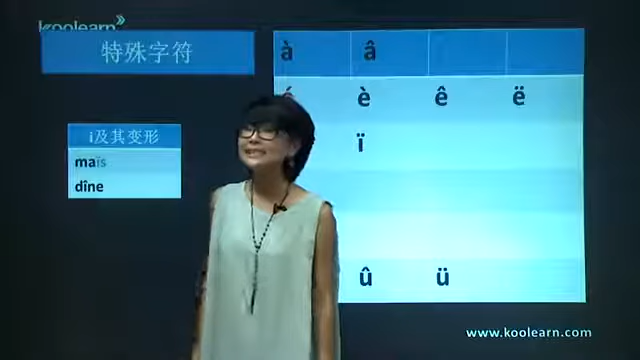 koolearn
特殊字符
à â
è ê ë
i及其变形
ï
maïs
dîne
û ü
www.koolearn.com